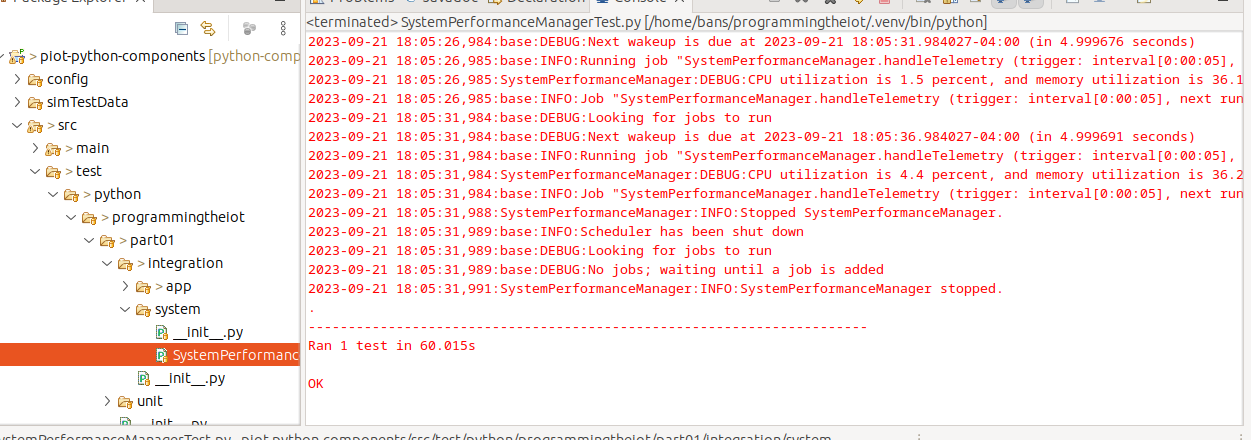 Package Explorer
Problems Javadoc Declaration Console
<terminated> SystemPerformanceManagerTest.py [/home/bans/programmingtheiot/.venv/bin/python]
piot-python-components [python-comp
config
simTestData
> src
> main
> test
> python
> programmingtheiot
> part01
> integration
> app
system
__init__.py
SystemPerformanc
__init__.py
unit
__init__.py
2023-09-21 18:05:26,984:base:DEBUG:Next wakeup is due at 2023-09-21 18:05:31.984027-04:00 (in 4.999676 seconds)
2023-09-21 18:05:26,985:base:INFO:Running job "SystemPerformanceManager.handleTelemetry (trigger: interval[0:00:05],
2023-09-21 18:05:26,985:SystemPerformanceManager:DEBUG:CPU utilization is 1.5 percent, and memory utilization is 36.1
2023-09-21 18:05:26,985:base:INFO:Job "SystemPerformanceManager.handleTelemetry (trigger: interval[0:00:05], next run
2023-09-21 18:05:31,984:base:DEBUG:Looking for jobs to run
2023-09-21 18:05:31,984:base:DEBUG:Next wakeup is due at 2023-09-21 18:05:36.984027-04:00 (in 4.999691 seconds)
2023-09-21 18:05:31,984:base:INFO:Running job "SystemPerformanceManager.handleTelemetry (trigger: interval[0:00:05],
2023-09-21 18:05:31,984:SystemPerformanceManager:DEBUG:CPU utilization is 4.4 percent, and memory utilization is 36.2
2023-09-21 18:05:31,984:base:INFO:Job "SystemPerformanceManager.handleTelemetry (trigger: interval[0:00:05], next run
2023-09-21 18:05:31,988:SystemPerformanceManager:INFO:Stopped SystemPerformanceManager.
2023-09-21 18:05:31,989:base:INFO:Scheduler has been shut down
2023-09-21 18:05:31,989:base:DEBUG:Looking for jobs to run
2023-09-21 18:05:31,989:base:DEBUG:No jobs; waiting until a job is added
2023-09-21 18:05:31,991:SystemPerformanceManager:INFO:SystemPerformanceManager stopped.
.
----------------------------------------------------------------------
Ran 1 test in 60.015s
OK
ystemPerformanceManagerTest.py - piot-python-components/src/test/python/programmingtheiot/part01/integration/system